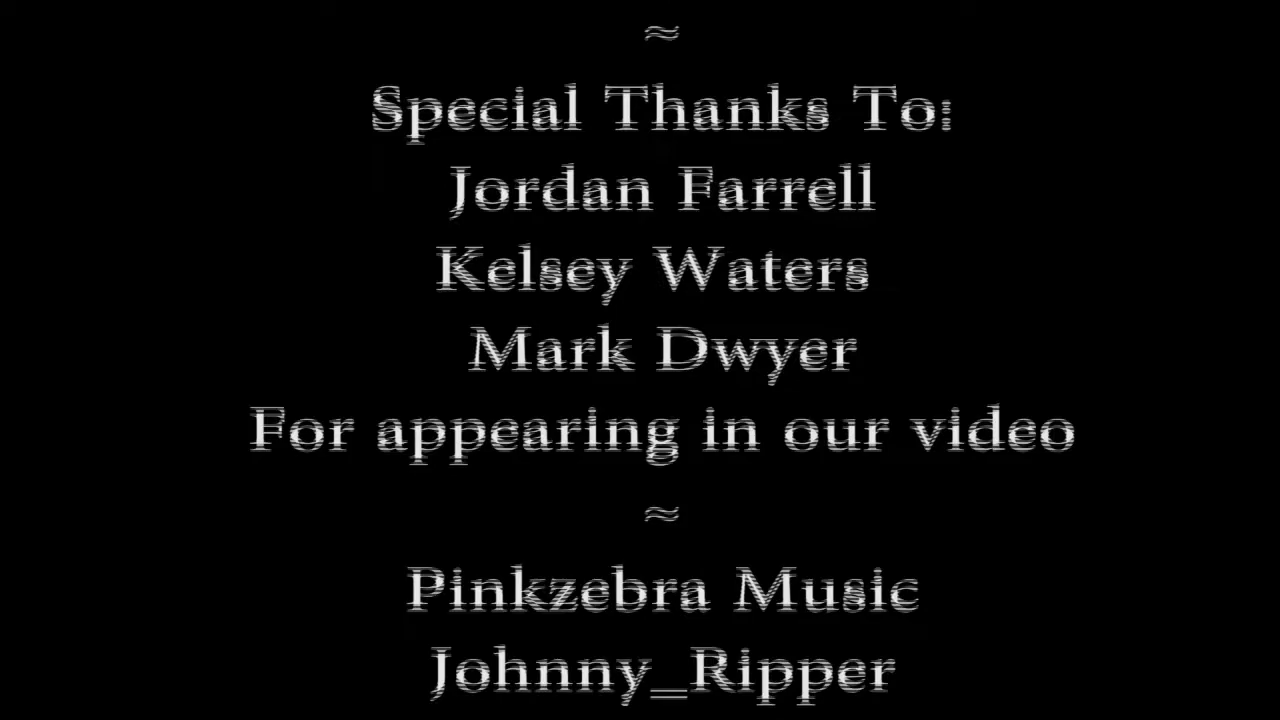 ~
Special Thanks To:
Jordan Farrell
Kelsey Waters
Mark Dwyer
For appearing in our video
~
Pinkzebra Music
Johnny_Ripper